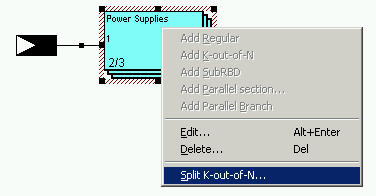 Power Supplies
1
2/3
Add Regular
Add K-out-of-N
Add SubRBD
Add Parallel section...
Add Parallel Branch
Edit... Alt+Enter
Delete... Del
Split K-out-of-N...